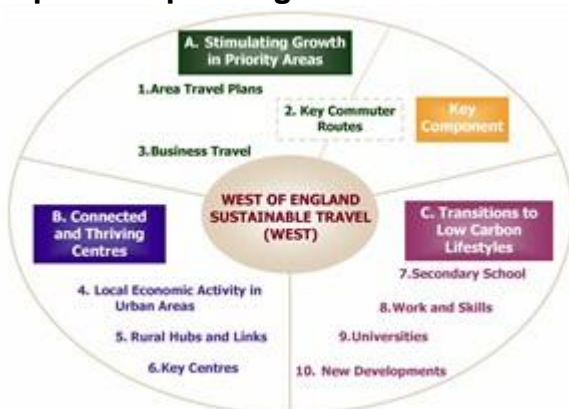 A. Stimulating Growth
in Priority Areas
1.Area Travel Plans
2. Key Commuter
Routes
Key
Component
3.Business Travel
WEST OF ENGLAND
SUSTAINABLE TRAVEL
(WEST)
B. Connected
and Thriving
Centres
4. Local Economic Activity in
Urban Areas
5. Rural Hubs and Links
6.Key Centres
C. Transitions to
Low Carbon
Lifestyles
7.Secondary School
8.Work and Skills
9.Universities
10. New Developments